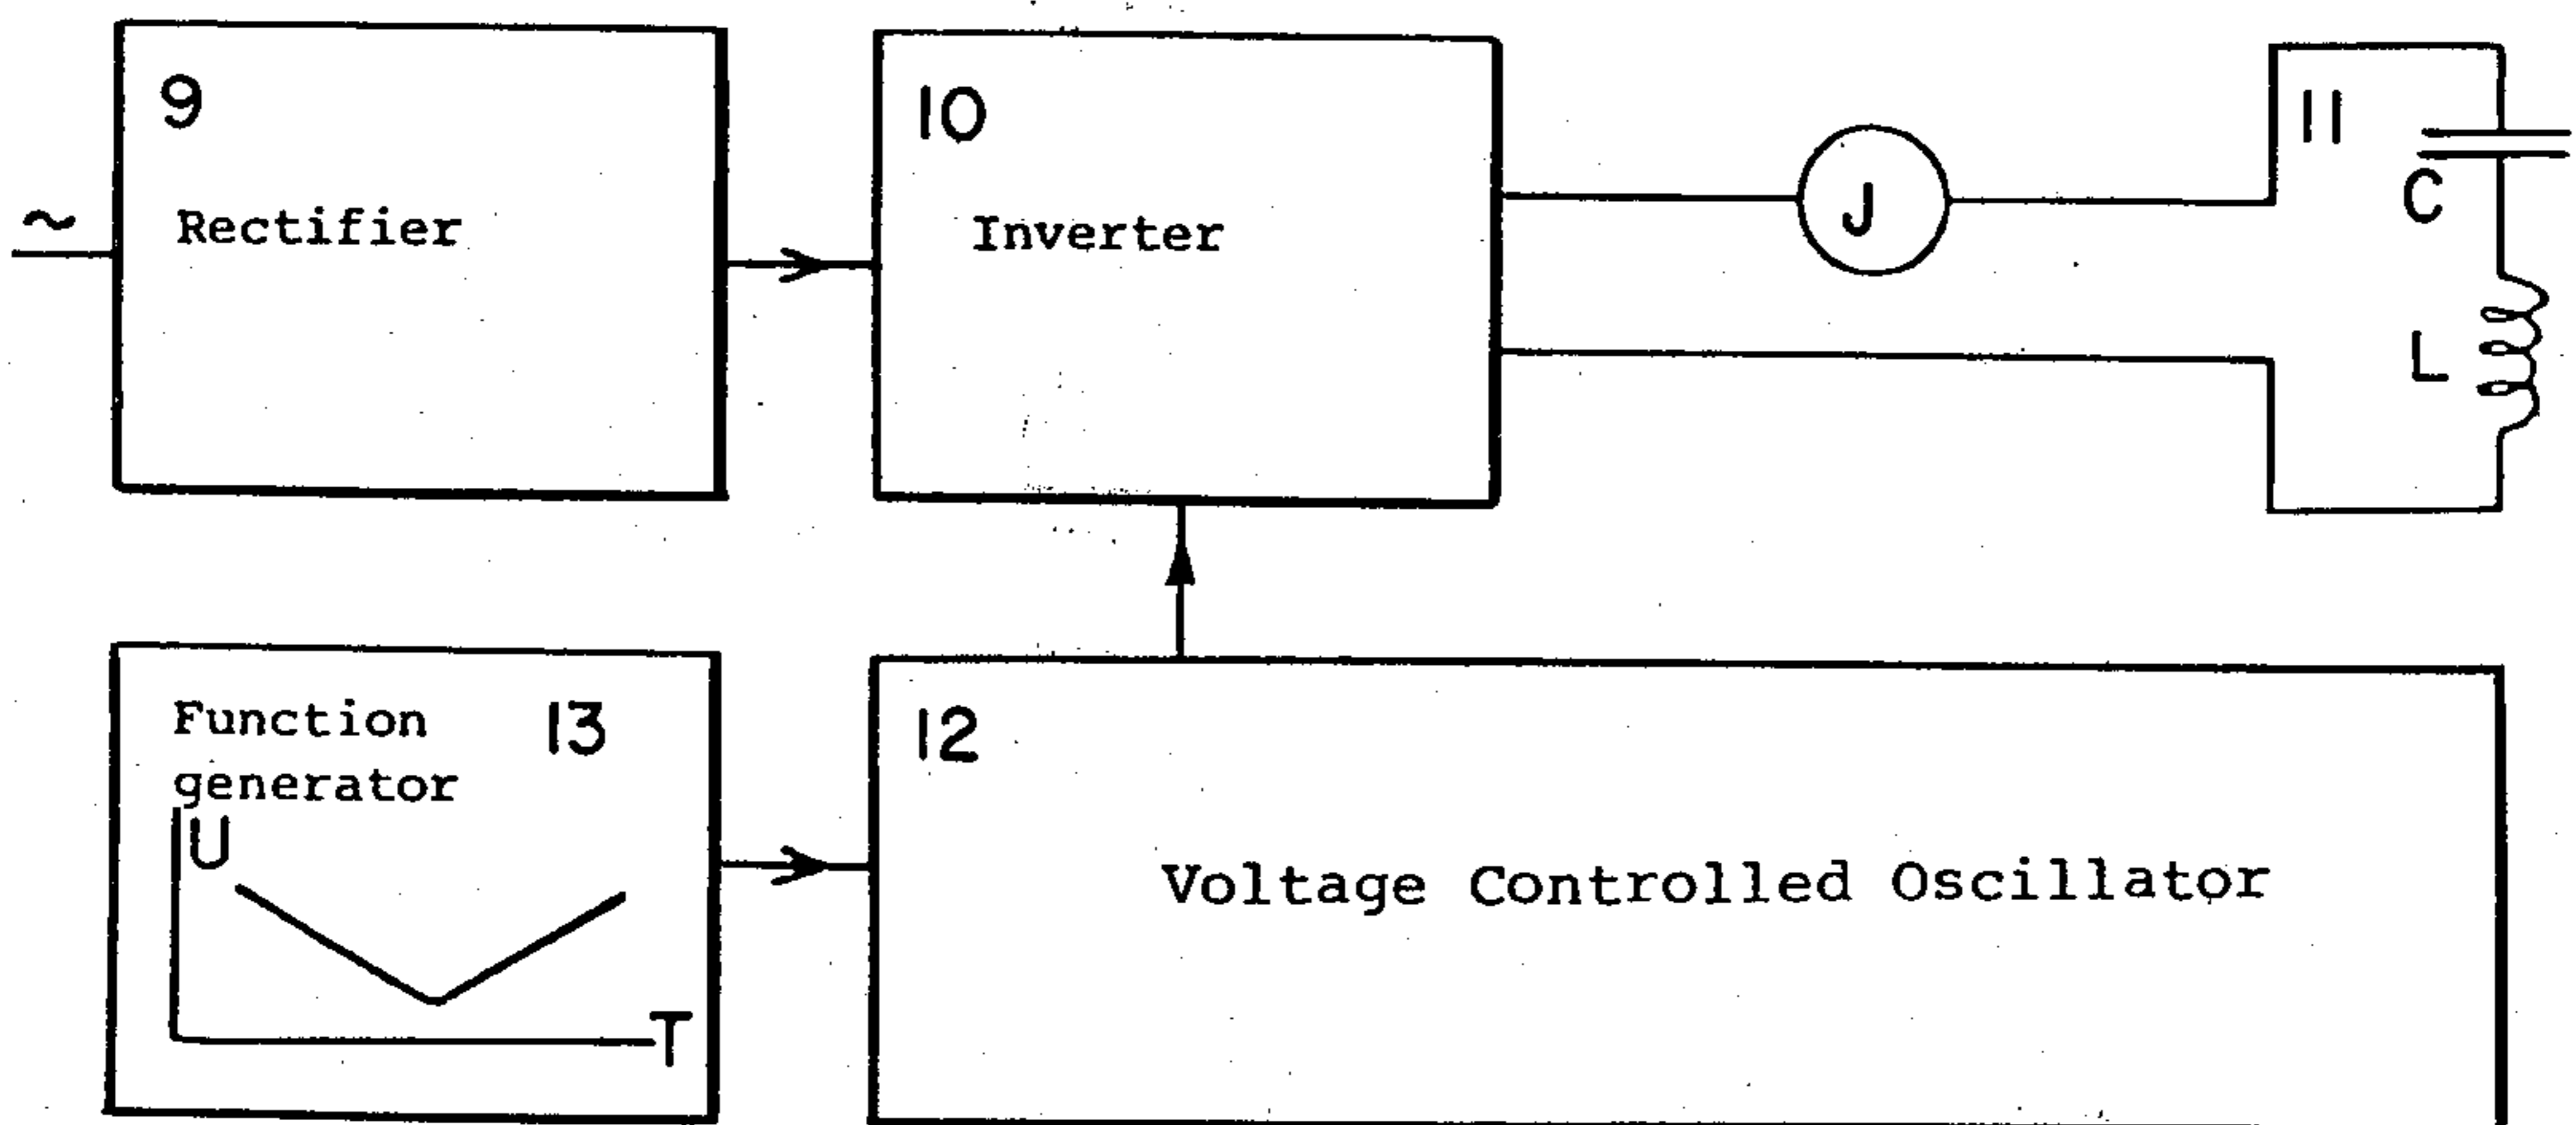 9
~
Rectifier
10
Inverter
J
11
C
L
Function
generator
13
U
T
12
Voltage Controlled Oscillator